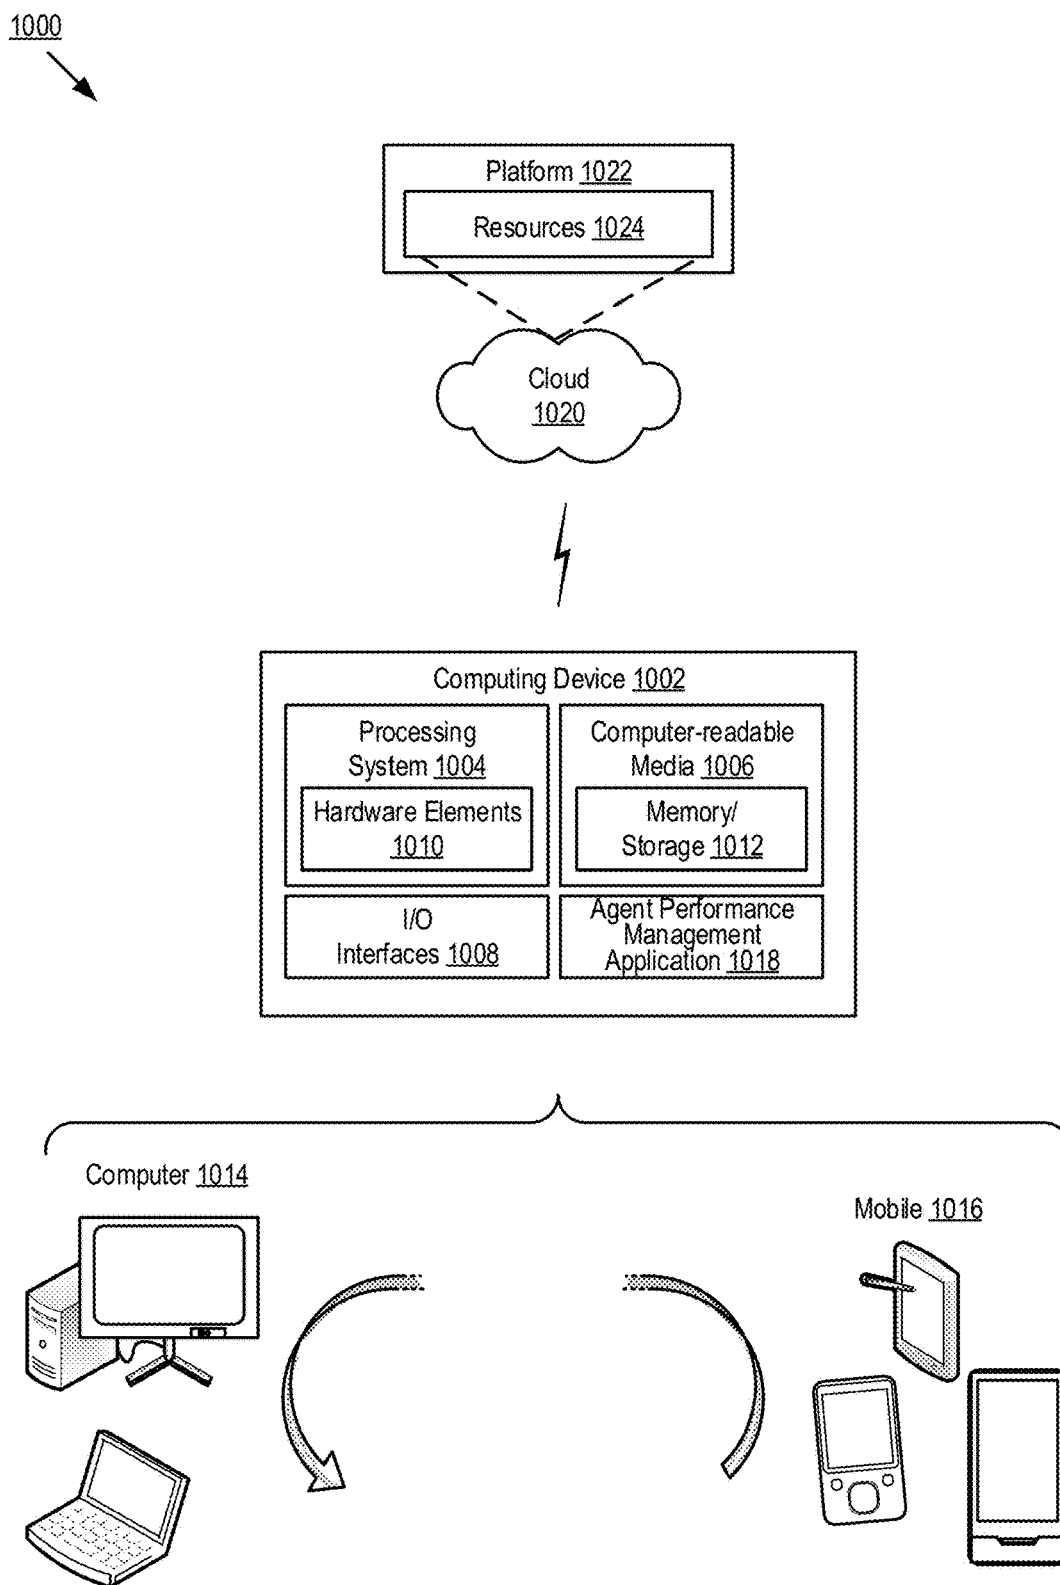 1000
Platform 1022
Resources 1024
Cloud
1020
Computing Device 1002
Processing
System 1004
Hardware Elements
1010
Computer-readable
Media 1006
Memory/
Storage 1012
I/O
Interfaces 1008
Agent Performance
Management
Application 1018
Computer 1014
Mobile 1016